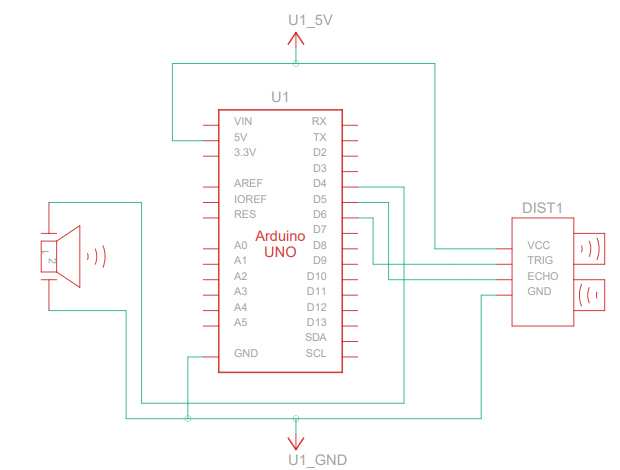 U1_5V
U1
VIN RX
5V TX
3.3V D2
D3
AREF D4
IOREF D5
RES D6
D7
Arduino
UNO
A0 D8
A1 D9
A2 D10
A3 D11
A4 D12
A5 D13
SDA
GND SCL
1
2
DIST1
VCC
TRIG
ECHO
GND
U1_GND